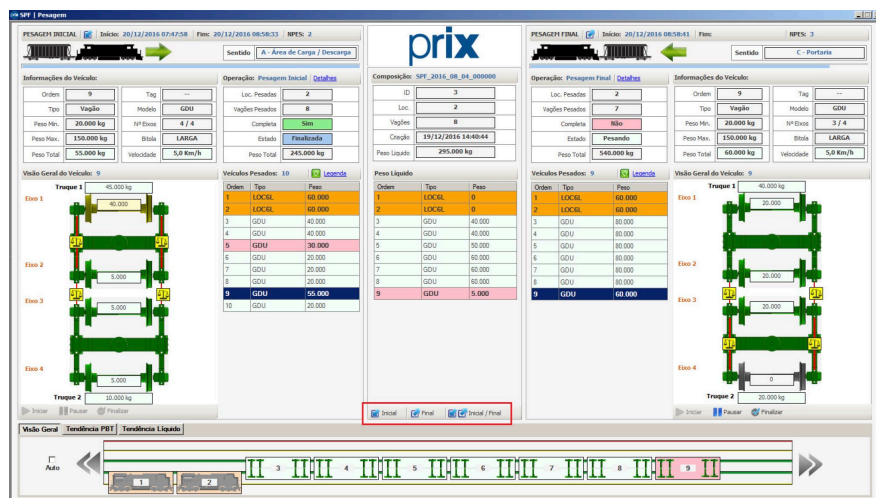 SPF | Pesagem
PESAGEM INICIAL Início: 20/12/2016 07:47:58 Fim: 20/12/2016 08:58:33 NPES: 2
Sentido A - Área de Carga / Descarga
Informações do Veículo:
Ordem 9 Tag --
Tipo Vagão Modelo GDU
Peso Min. 20.000 kg Nº Eixos 4 / 4
Peso Max. 150.000 kg Bitola LARGA
Peso Total 55.000 kg Velocidade 5,0 Km/h
Operação: Pesagem Inicial Detalhes
Loc. Pesadas 2
Vagões Pesados 8
Completa Sim
Estado Finalizada
Peso Total 245.000 kg
Visão Geral do Veículo: 9
Truque 1 45.000 kg
Eixo 1 40.000
Eixo 2 5.000
Eixo 3 5.000
Eixo 4 5.000
Truque 2 10.000 kg
Iniciar Pausar Finalizar
Veículos Pesados: 10 Legenda
Ordem Tipo Peso
1 LOC6L 60.000
2 LOC6L 60.000
3 GDU 40.000
4 GDU 40.000
5 GDU 30.000
6 GDU 20.000
7 GDU 20.000
8 GDU 20.000
9 GDU 55.000
10 GDU 20.000
prix
Composição: SPF_2016_08_04_000000
ID 3
Loc. 2
Vagões 8
Criação 19/12/2016 14:40:44
Peso Liquido 295.000 kg
Peso Líquido
Ordem Tipo Peso
1 LOC6L 0
2 LOC6L 0
3 GDU 40.000
4 GDU 40.000
5 GDU 50.000
6 GDU 60.000
7 GDU 60.000
8 GDU 60.000
9 GDU 5.000
Inicial Final Inicial / Final
PESAGEM FINAL Início: 20/12/2016 08:58:41 Fim: NPES: 3
Sentido C - Portaria
Operação: Pesagem Final Detalhes
Loc. Pesadas 2
Vagões Pesados 7
Completa Não
Estado Pesando
Peso Total 540.000 kg
Informações do Veículo:
Ordem 9 Tag --
Tipo Vagão Modelo GDU
Peso Min. 20.000 kg Nº Eixos 3 / 4
Peso Max. 150.000 kg Bitola LARGA
Peso Total 60.000 kg Velocidade 5,0 Km/h
Veículos Pesados: 9 Legenda
Ordem Tipo Peso
1 LOC6L 60.000
2 LOC6L 60.000
3 GDU 80.000
4 GDU 80.000
5 GDU 80.000
6 GDU 80.000
7 GDU 80.000
8 GDU 80.000
9 GDU 60.000
Visão Geral do Veículo: 9
Truque 1 40.000 kg
Eixo 1 20.000
Eixo 2 20.000
Eixo 3 20.000
Eixo 4 0
Truque 2 20.000 kg
Iniciar Pausar Finalizar
Visão Geral Tendência PBT Tendência Líquido
Auto
1 2 3 4 5 6 7 8 9